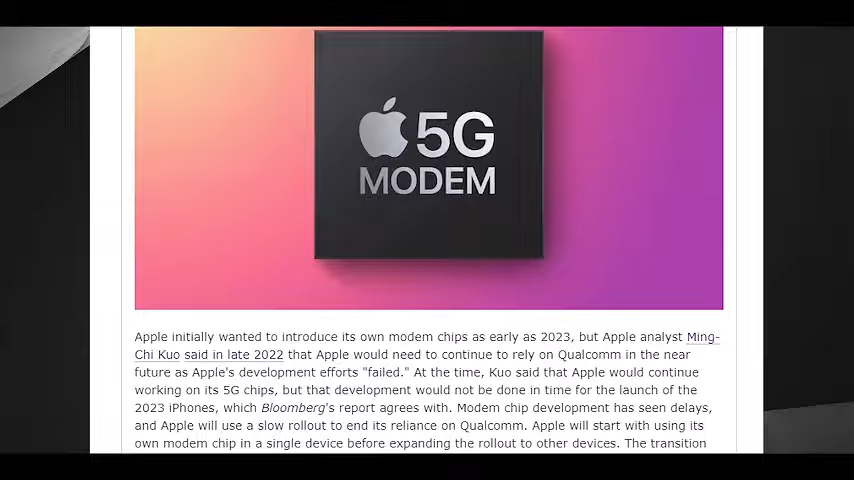 5G
MODEM
Apple initially wanted to introduce its own modem chips as early as 2023, but Apple analyst Ming-
Chi Kuo said in late 2022 that Apple would need to continue to rely on Qualcomm in the near
future as Apple's development efforts "failed." At the time, Kuo said that Apple would continue
working on its 5G chips, but that development would not be done in time for the launch of the
2023 iPhones, which Bloomberg's report agrees with. Modem chip development has seen delays,
and Apple will use a slow rollout to end its reliance on Qualcomm. Apple will start with using its
own modem chip in a single device before expanding the rollout to other devices. The transition